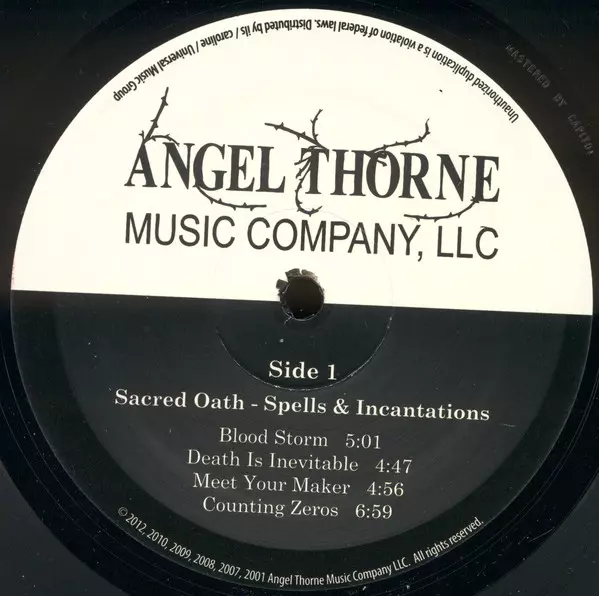 Unauthorized duplication is a violation of federal laws. Distributed by ils / caroline / Universal Music Group
MASTERED BY CAPITOL
ANGEL THORNE
MUSIC COMPANY, LLC
Side 1
Sacred Oath - Spells & Incantations
Blood Storm 5:01
Death Is Inevitable 4:47
Meet Your Maker 4:56
Counting Zeros 6:59
© 2012, 2010, 2009, 2008, 2007, 2001 Angel Thorne Music Company LLC. All rights reserved.